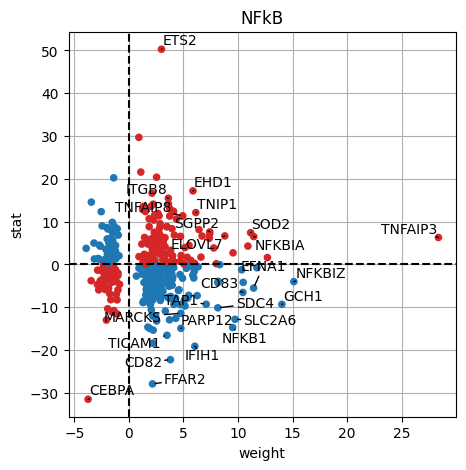 NFkB
ETS2
50
40
30
20
10
0
−10
−20
−30
stat
ITGB8
EHD1
TNFAIP8
TNIP1
SGPP2
SOD2
TNFAIP3
ELOVL7
NFKBIA
EFNA1
NFKBIZ
CD83
TAP1
SDC4
GCH1
MARCKS
PARP12
SLC2A6
TICAM1
NFKB1
CD82
IFIH1
FFAR2
CEBPA
−5
0
5
10
15
20
25
weight